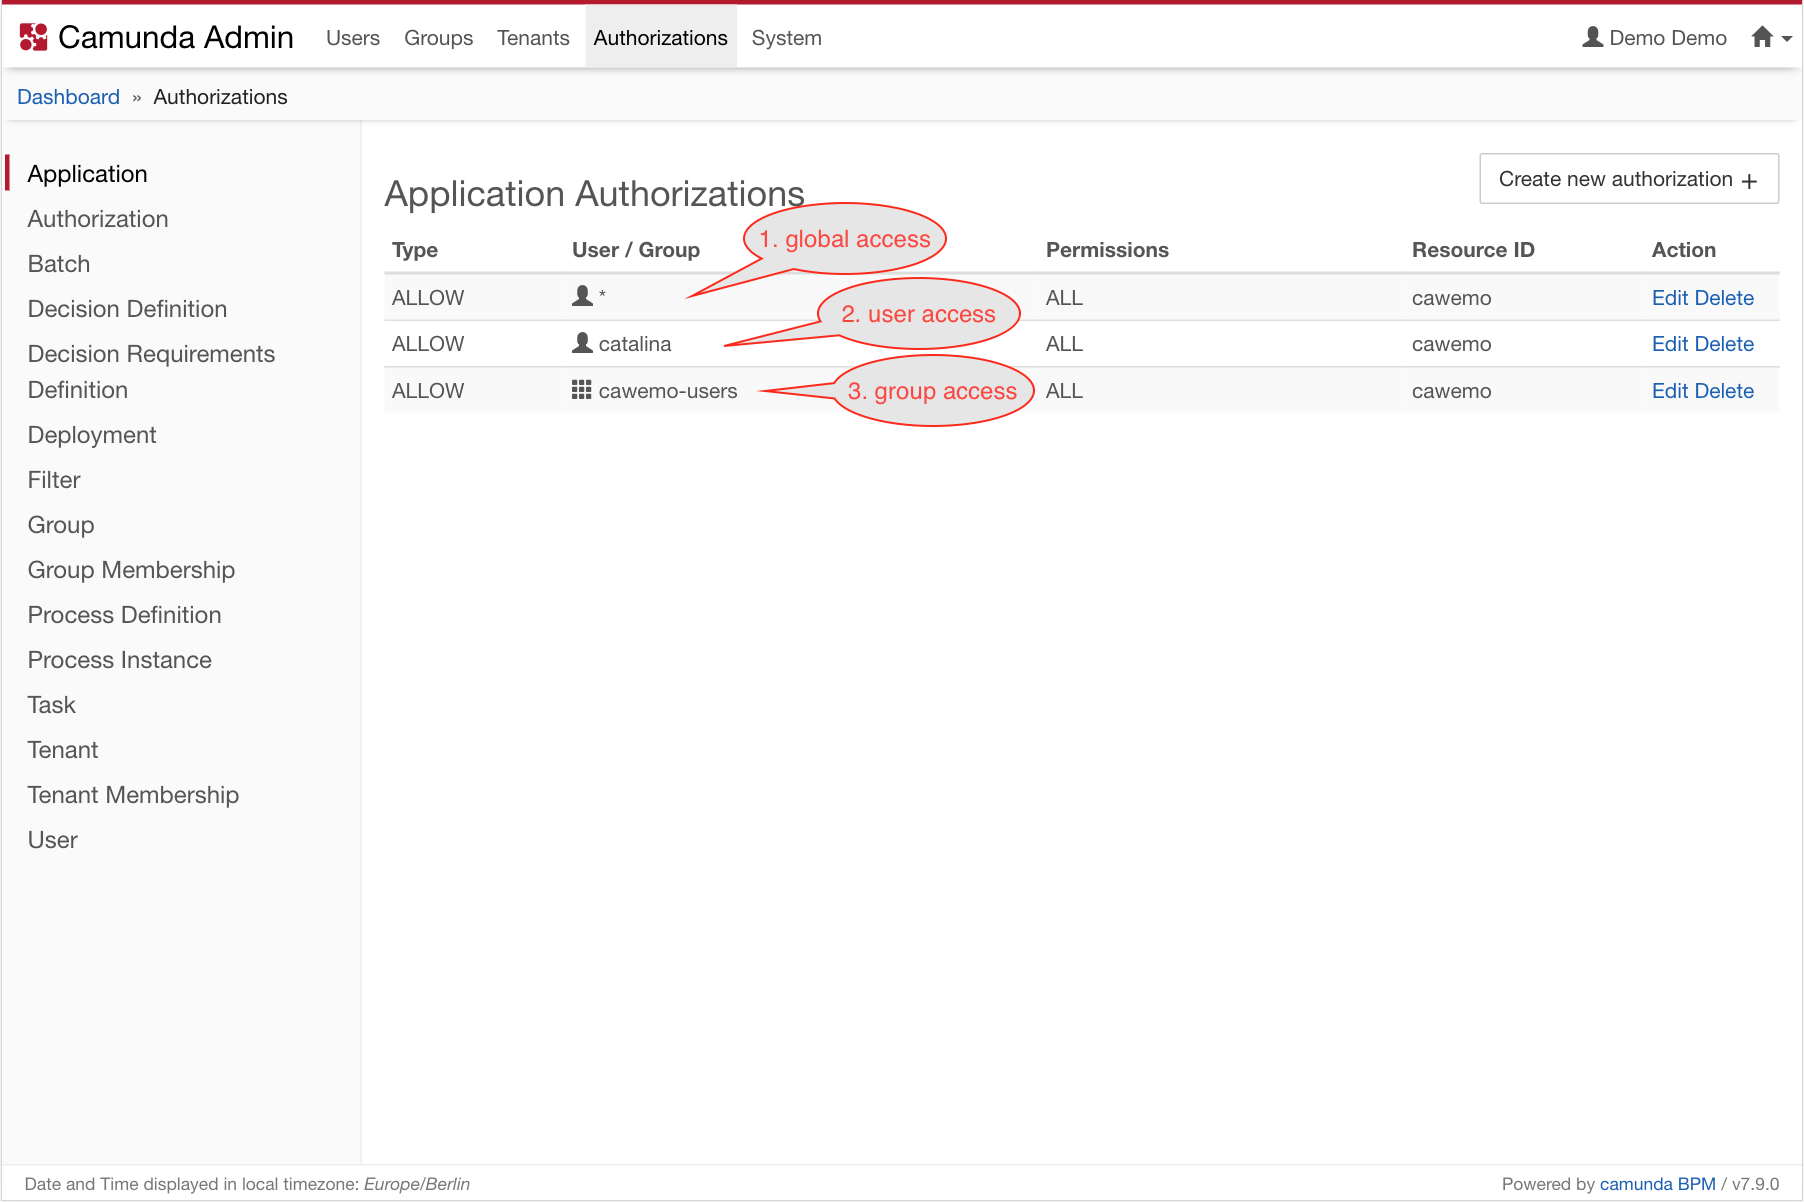 Camunda Admin Users Groups Tenants Authorizations System Demo Demo
Dashboard » Authorizations
Application
Authorization
Batch
Decision Definition
Decision Requirements
Definition
Deployment
Filter
Group
Group Membership
Process Definition
Process Instance
Task
Tenant
Tenant Membership
User
Create new authorization +
Application Authorizations
Type User / Group Permissions Resource ID Action
1. global access
ALLOW * ALL cawemo Edit Delete
2. user access
ALLOW catalina ALL cawemo Edit Delete
ALLOW cawemo-users 3. group access ALL cawemo Edit Delete
Date and Time displayed in local timezone: Europe/Berlin Powered by camunda BPM / v7.9.0